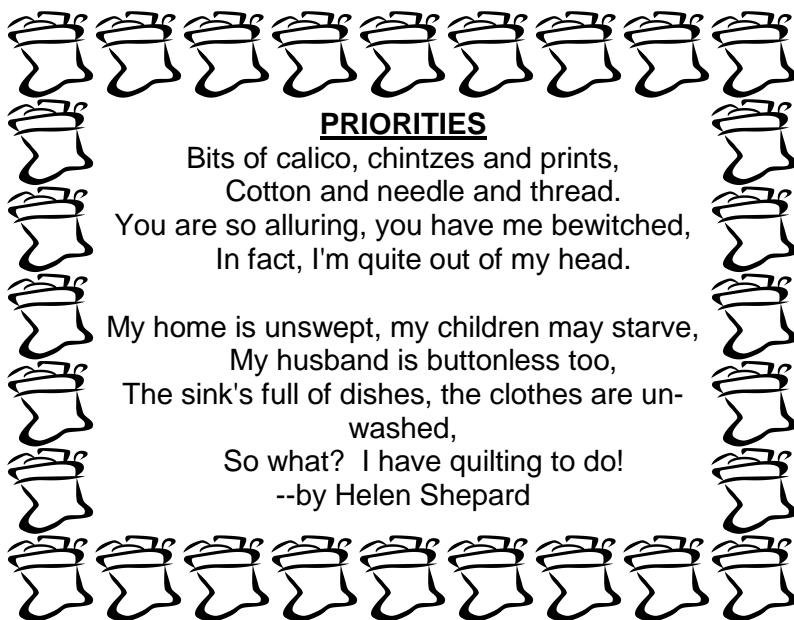 PRIORITIES
Bits of calico, chintzes and prints,
Cotton and needle and thread.
You are so alluring, you have me bewitched,
In fact, I'm quite out of my head.
My home is unswept, my children may starve,
My husband is buttonless too,
The sink's full of dishes, the clothes are un-
washed,
So what?  I have quilting to do!
--by Helen Shepard